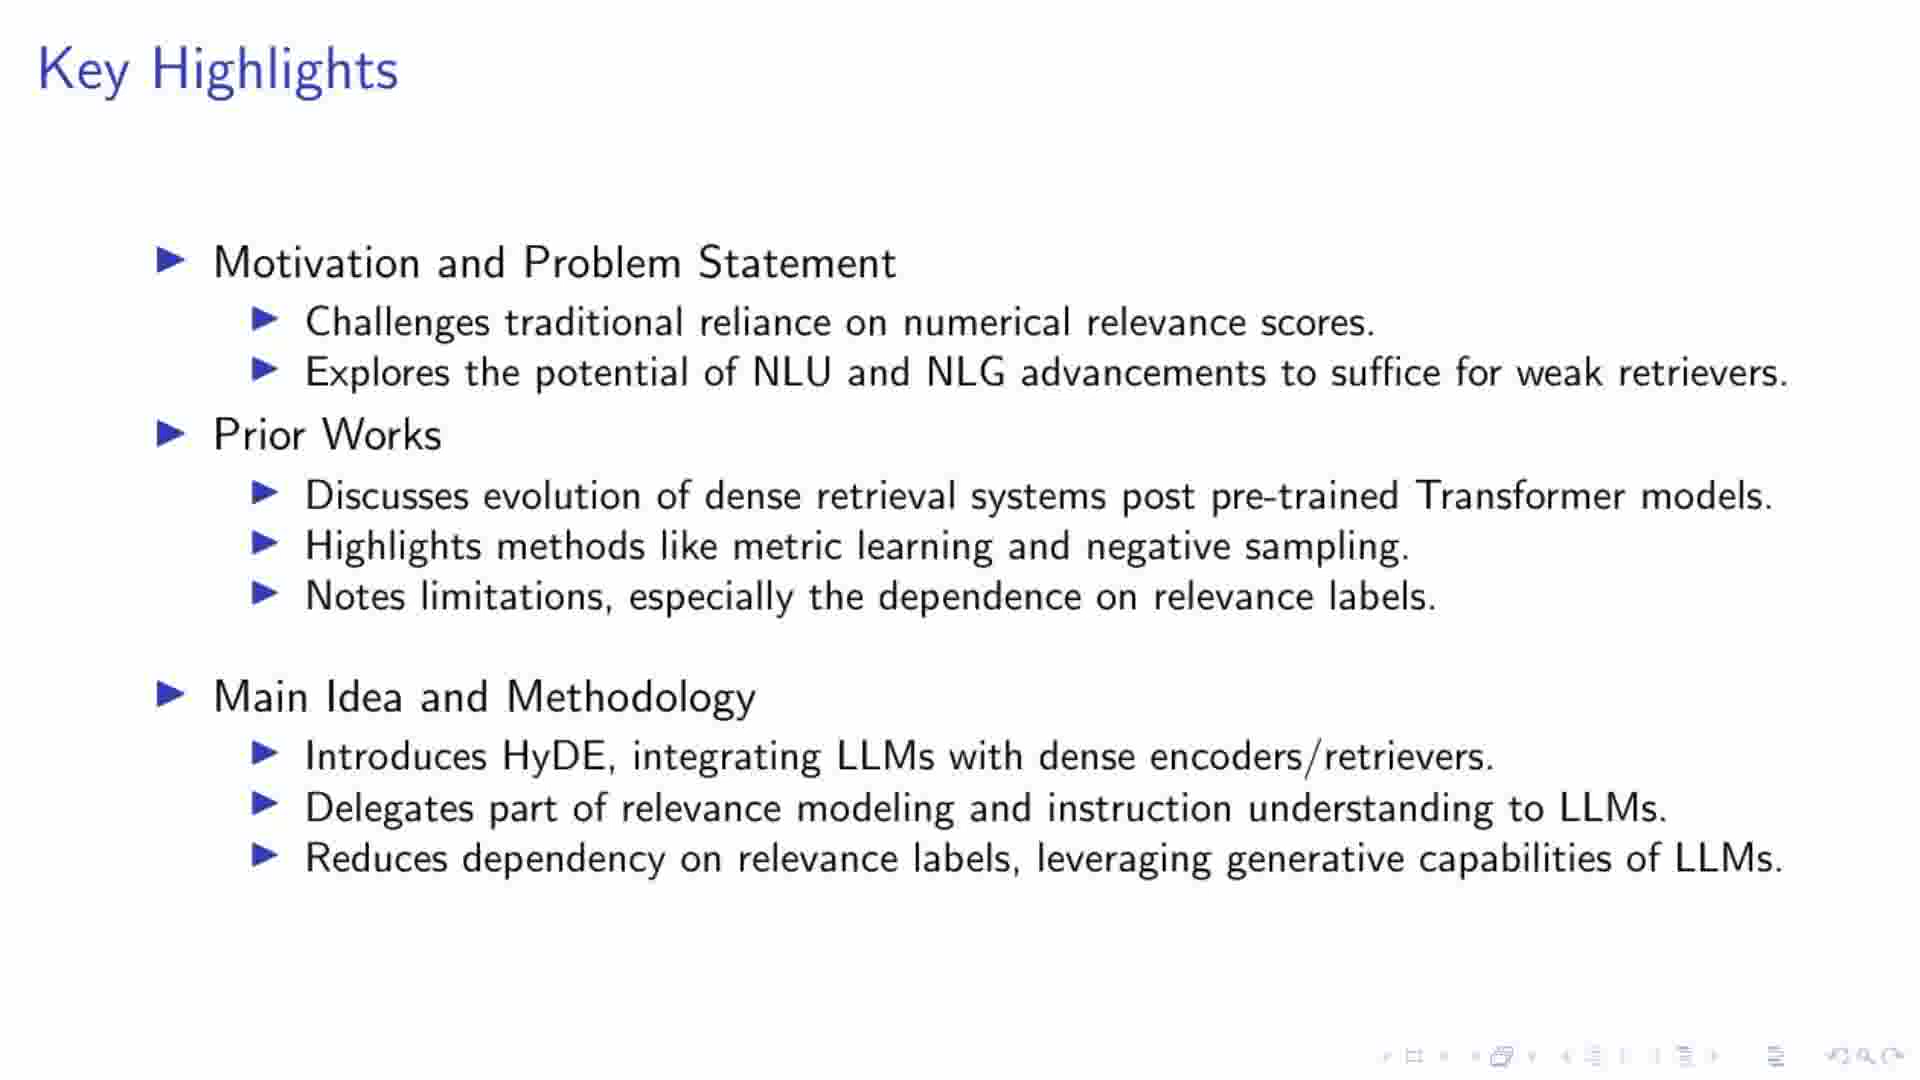 Key Highlights
Motivation and Problem Statement
Challenges traditional reliance on numerical relevance scores.
Explores the potential of NLU and NLG advancements to suffice for weak retrievers.
Prior Works
Discusses evolution of dense retrieval systems post pre-trained Transformer models.
Highlights methods like metric learning and negative sampling.
Notes limitations, especially the dependence on relevance labels.
Main Idea and Methodology
Introduces HyDE, integrating LLMs with dense encoders/retrievers.
Delegates part of relevance modeling and instruction understanding to LLMs.
Reduces dependency on relevance labels, leveraging generative capabilities of LLMs.